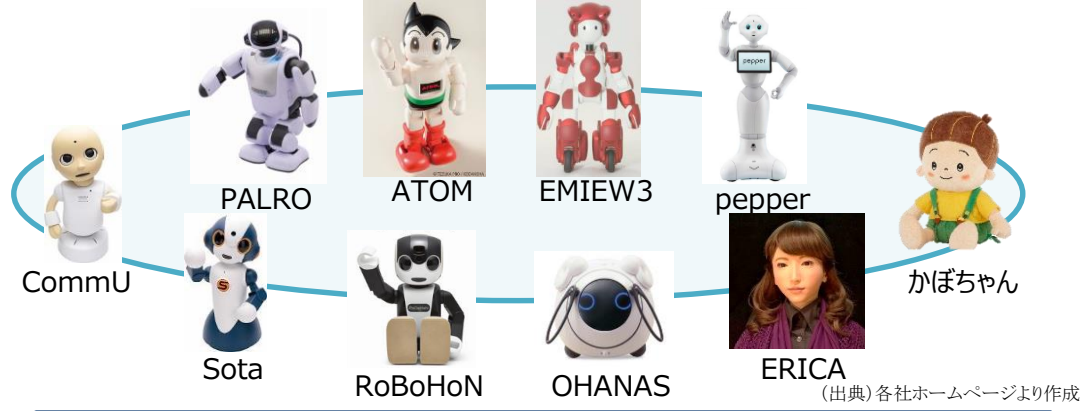 PALRO
ATOM
EMIEW3
pepper
pepper
CommU
かぼちゃん
S
Sota
RoBoHoN
OHANAS
ERICA
（出典）各社ホームページより作成